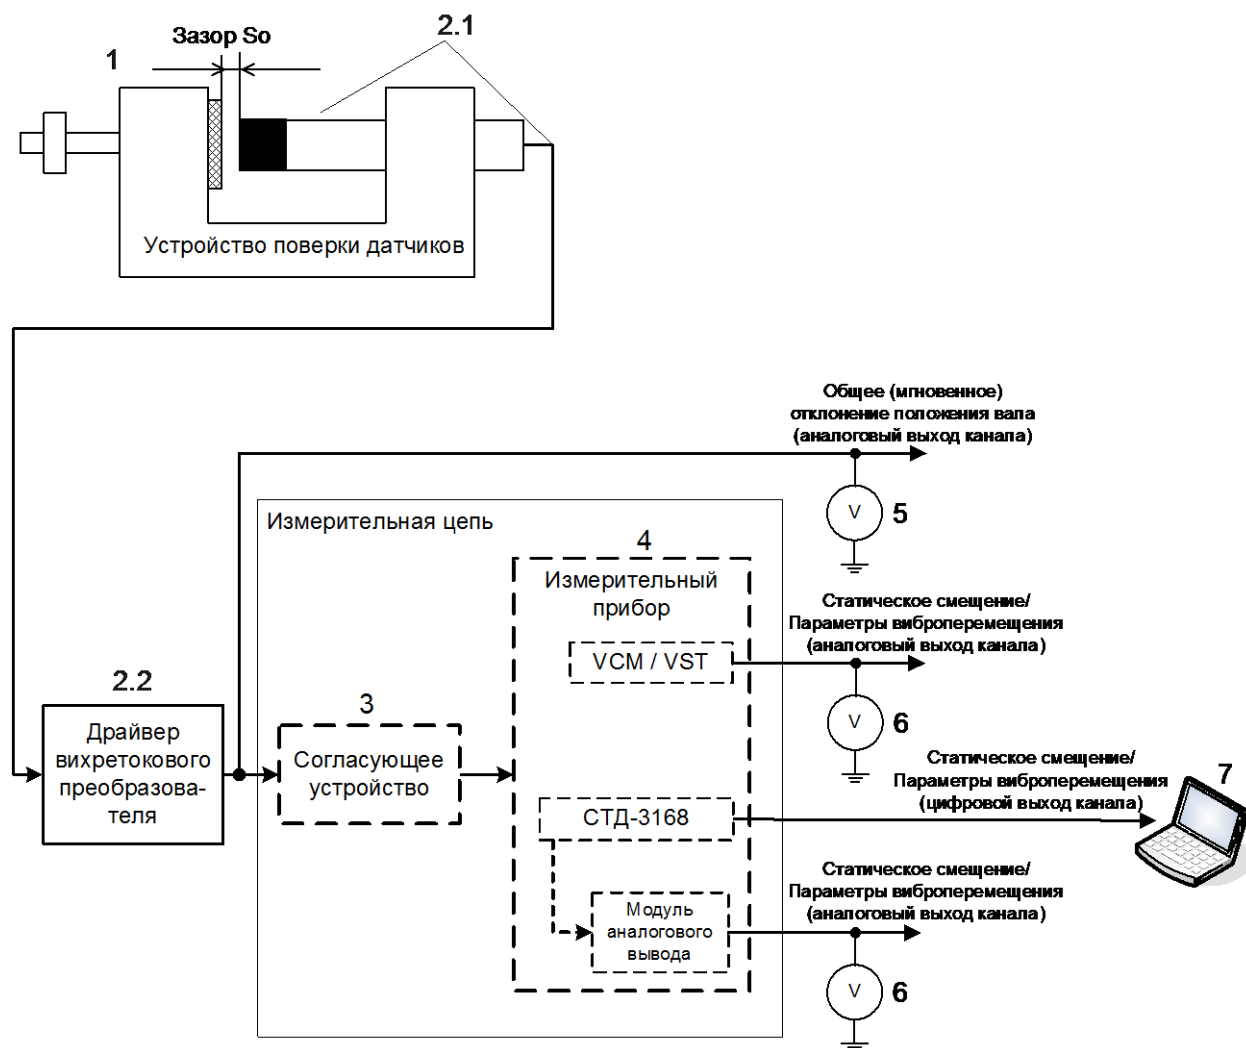 2.1
Зазор So
1
Устройство поверки датчиков
Общее (мгновенное)
отклонение положения вала
(аналоговый выход канала)
V
5
Измерительная цепь
4
Измерительный
прибор
Статическое смещение/
Параметры виброперемещения
(аналоговый выход канала)
VCM / VST
2.2
3
V
6
Драйвер
вихретокового
преобразова-
теля
Согласующее
устройство
Статическое смещение/
Параметры виброперемещения
(цифровой выход канала)
7
СТД-3168
Статическое смещение/
Параметры виброперемещения
(аналоговый выход канала)
Модуль
аналогового
вывода
V
6